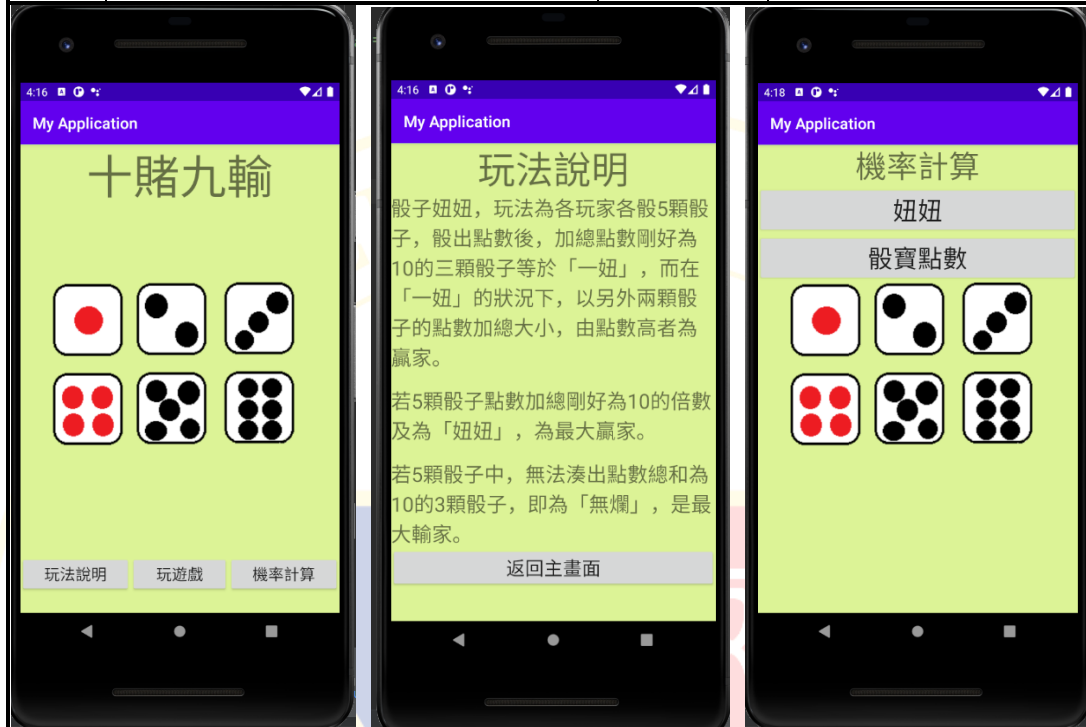 4:16
My Application
十賭九輸
玩法說明
玩遊戲
機率計算
4:16
My Application
玩法說明
骰子妞妞，玩法為各玩家各骰5顆骰
子，骰出點數後，加總點數剛好為
10的三顆骰子等於「一妞」，而在
「一妞」的狀況下，以另外兩顆骰
子的點數加總大小，由點數高者為
贏家。
若5顆骰子點數加總剛好為10的倍數
及為「妞妞」，為最大贏家。
若5顆骰子中，無法湊出點數總和為
10的3顆骰子，即為「無爛」，是最
大輸家。
返回主畫面
4:18
My Application
機率計算
妞妞
骰寶點數